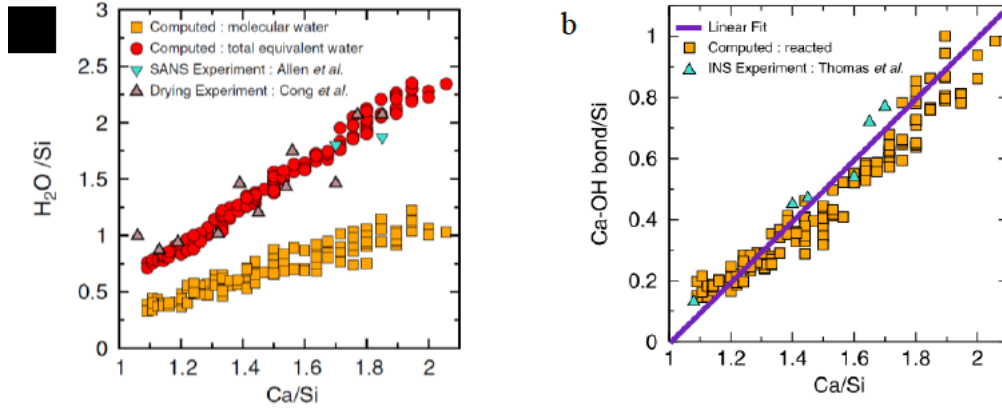 Computed : molecular water
Computed : total equivalent water
SANS Experiment : Allen et al.
Drying Experiment : Cong et al.
3
2.5
2
1.5
1
0.5
0
H2O /Si
1 1.2 1.4 1.6 1.8 2
Ca/Si
b
Linear Fit
Computed : reacted
INS Experiment : Thomas et al.
1
0.8
0.6
0.4
0.2
0
Ca-OH bond/Si
1 1.2 1.4 1.6 1.8 2
Ca/Si